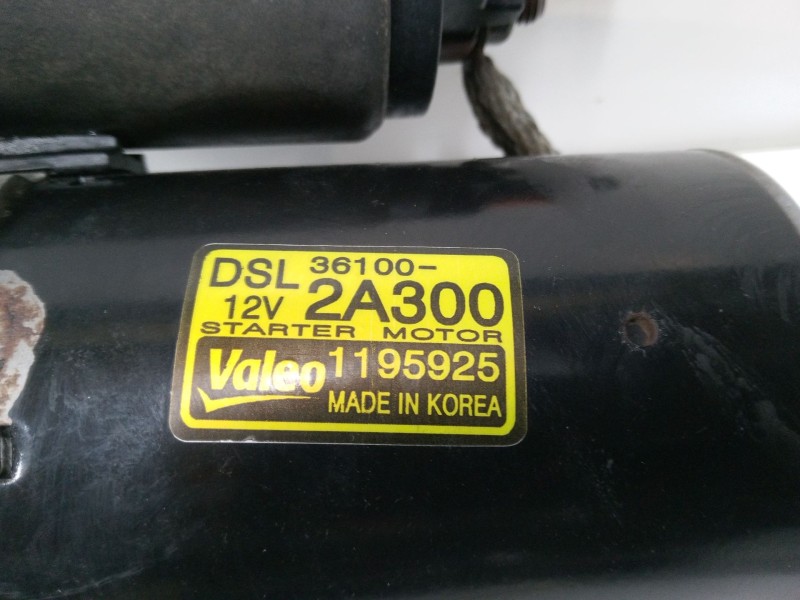 DSL 36100-
12V 2A300
STARTER MOTOR
Valeo 1195925
MADE IN KOREA